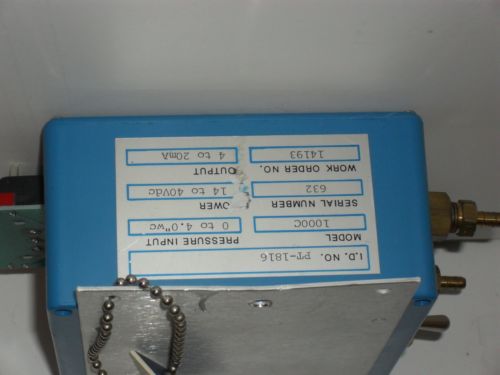 I.D. NO. PT-1816
MODEL PRESSURE INPUT
1000C 0 to 4.0"wc
SERIAL NUMBER OWER
632 14 to 40Vdc
WORK ORDER NO. OUTPUT
14193 4 to 20mA